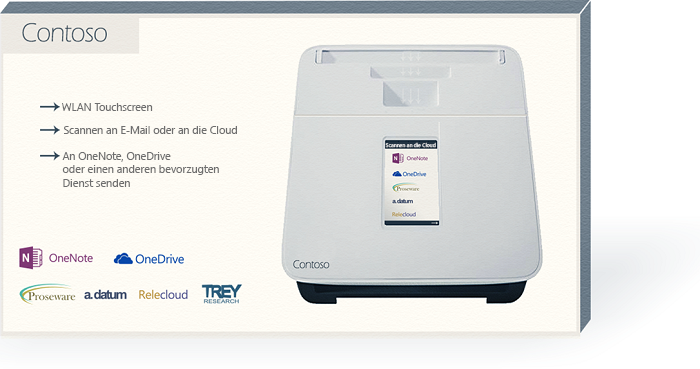 Contoso
WLAN Touchscreen
Scannen an E-Mail oder an die Cloud
An OneNote, OneDrive
oder einen anderen bevorzugten
Dienst senden
N OneNote
OneDrive
Proseware
a.datum
Relecloud
TREY
RESEARCH
Scannen an die Cloud
N OneNote
OneDrive
Proseware
a.datum
Relecloud
Contoso